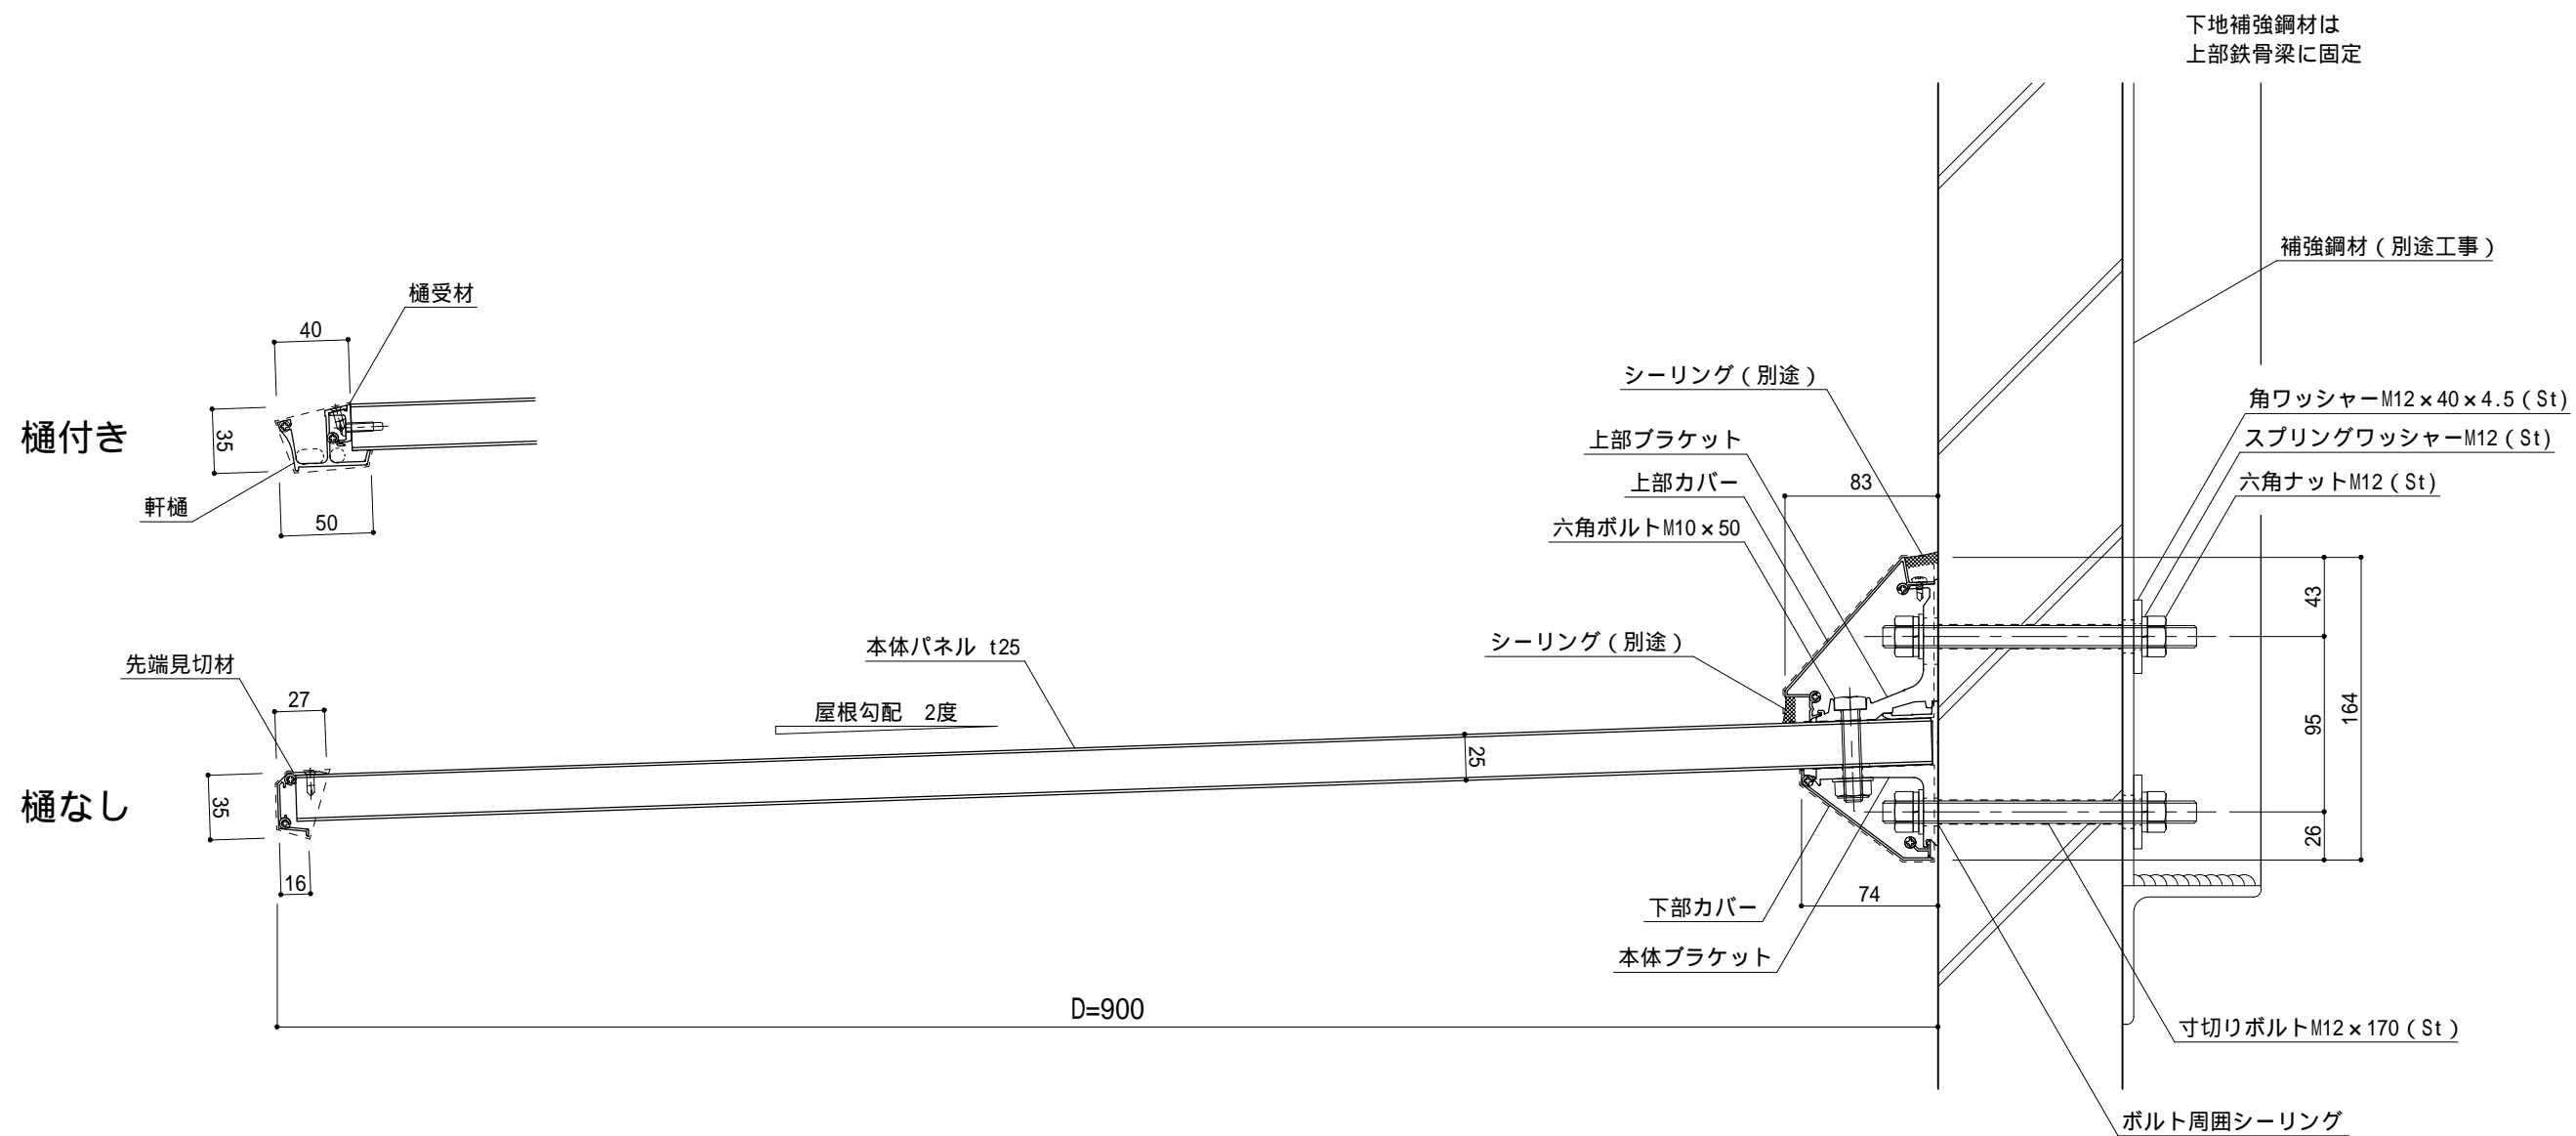 下地補強鋼材は
上部鉄骨梁に固定
補強鋼材（別途工事）
樋受材
40
シーリング（別途）
角ワッシャーM12×40×4.5（St）
樋付き
35
上部ブラケット
スプリングワッシャーM12（St）
上部カバー
83
六角ナットM12（St）
軒樋
50
六角ボルトM10×50
43
シーリング（別途）
本体パネル t25
先端見切材
27
屋根勾配 2度
164
95
25
樋なし
35
26
16
74
下部カバー
本体ブラケット
D=900
寸切りボルトM12×170（St）
ボルト周囲シーリング